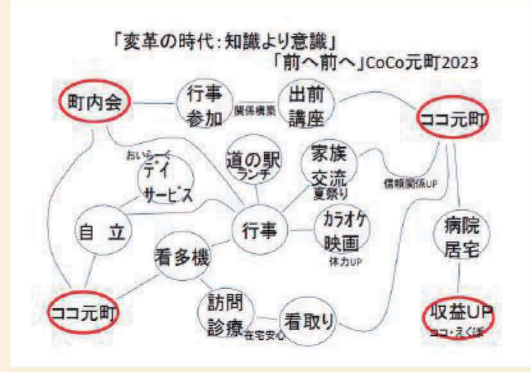 「変革の時代:知識より意識」
「前へ前へ」CoCo元町2023
町内会
行事
参加
関係構築
出前
講座
ココ元町
おいらーく
デイ
サービス
道の駅
ランチ
家族
交流
夏祭り
信頼関係UP
自 立
行事
カラオケ
映画
体力UP
病院
居宅
看多機
ココ元町
訪問
診療
在宅安心
看取り
収益UP
ココ・えくぼ